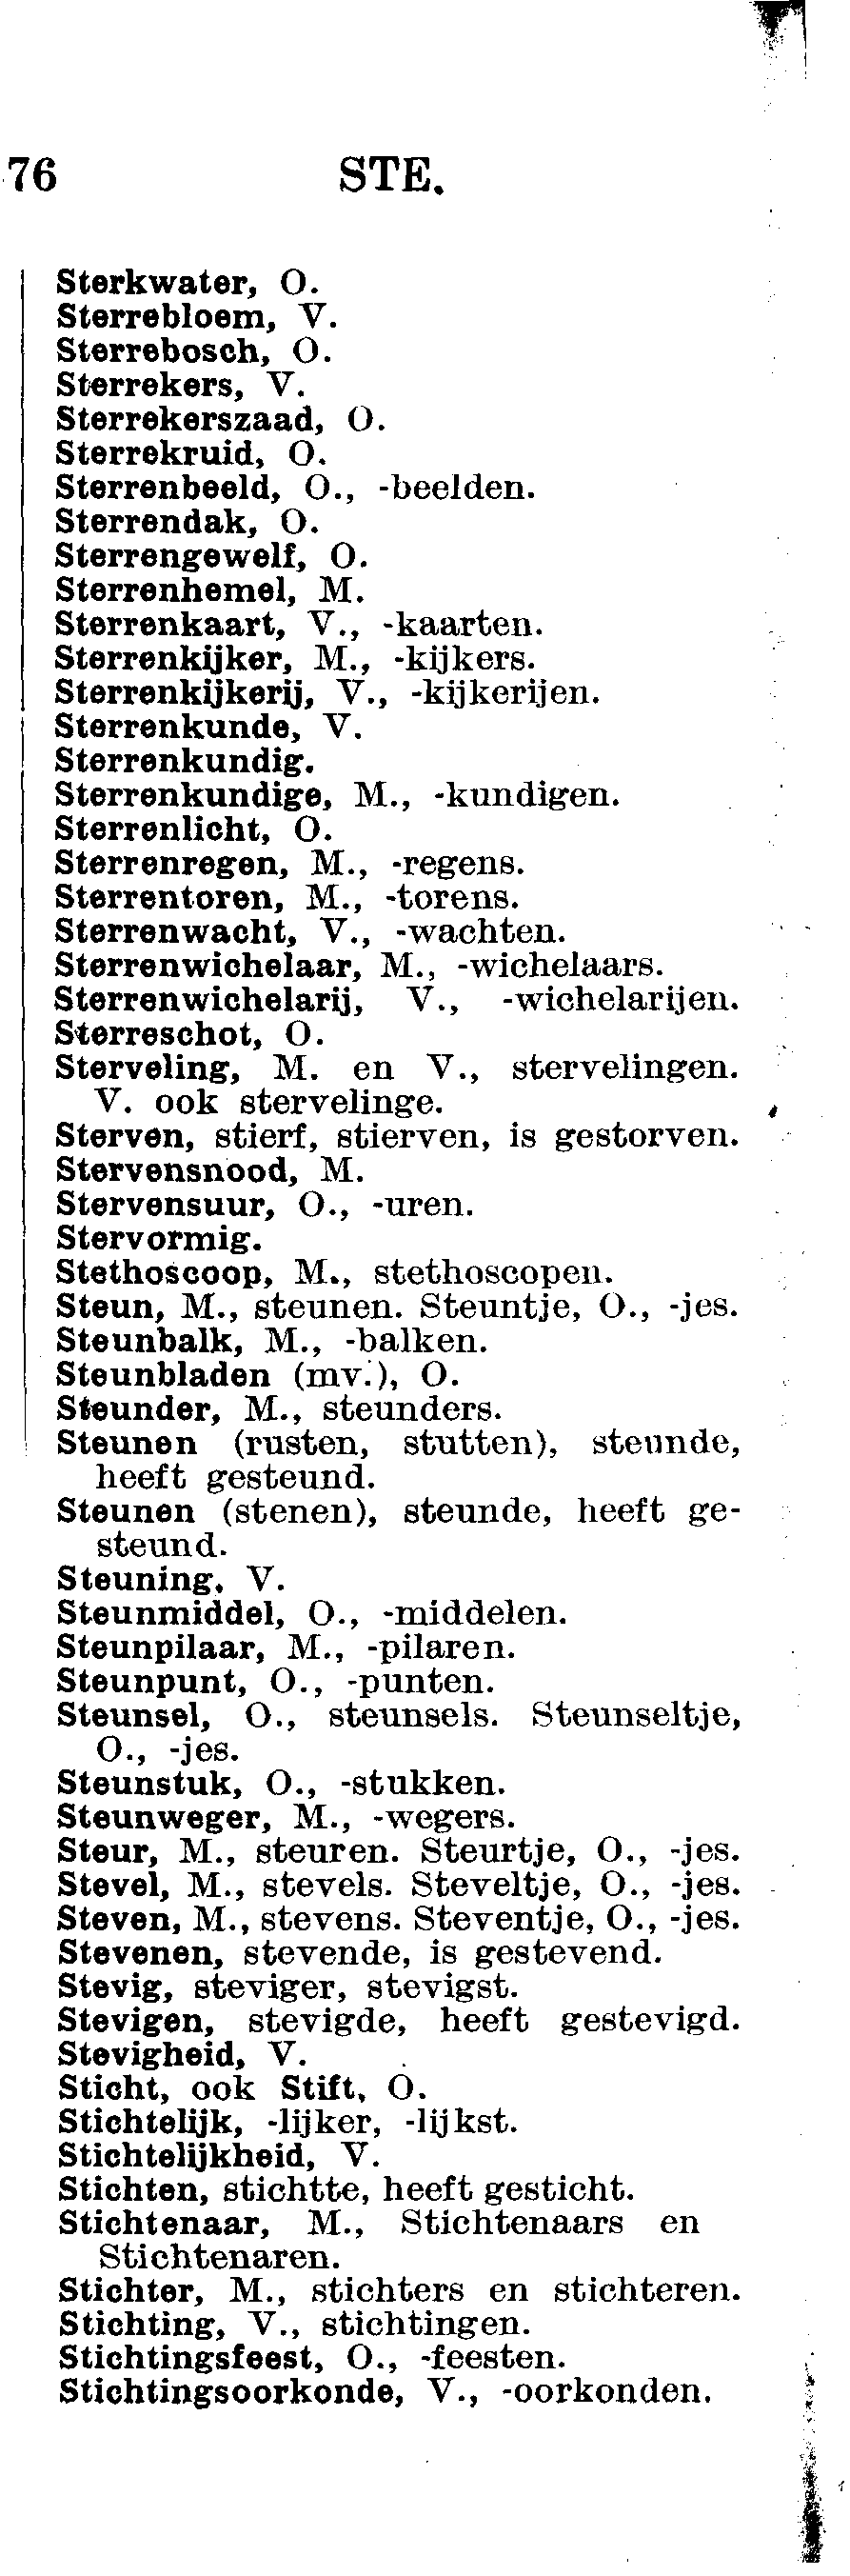 76 STE.
Sterkwater, O.
Sterrebloem, V.
Sterrebosch, O.
Sterrekers, V.
Sterrekerszaad, O.
Sterrekruid, O.
Sterrenbeeld, O., -beelden.
Sterrendak, O.
Sterrengewelf, O.
Sterrenhemel, M.
Sterrenkaart, V., -kaarten.
Sterrenkijker, M., -kijkers.
Sterrenkijkerij, V., -kijkerijen.
Sterrenkunde, V.
Sterrenkundig.
Sterrenkundige, M., -kundigen.
Sterrenlicht, O.
Sterrenregen, M., -regens.
Sterrentoren, M., -torens.
Sterrenwacht, V., -wachten.
Sterrenwichelaar, M., -wichelaars.
Sterrenwichelarij, V., -wichelarijen.
Sterreschot, O.
Sterveling, M. en V., stervelingen.
V. ook stervelinge.
Sterven, stierf, stierven, is gestorven.
Stervensnood, M.
Stervensuur, O., -uren.
Stervormig.
Stethoscoop, M., stethoscopen.
Steun, M., steunen. Steuntje, O., -jes.
Steunbalk, M., -balken.
Steunbladen (mv.), O.
Steunder, M., steunders.
Steunen (rusten, stutten), steunde,
heeft gesteund.
Steunen (stenen), steunde, heeft ge-
steund.
Steuning, V.
Steunmiddel, O., -middelen.
Steunpilaar, M., -pilaren.
Steunpunt, O., -punten.
Steunsel, O., steunsels. Steunseltje,
O., -jes.
Steunstuk, O., -stukken.
Steunweger, M., -wegers.
Steur, M., steuren. Steurtje, O., -jes.
Stevel, M., stevels. Steveltje, O., -jes.
Steven, M., stevens. Steventje, O., -jes.
Stevenen, stevende, is gestevend.
Stevig, steviger, stevigst.
Stevigen, stevigde, heeft gestevigd.
Stevigheid, V.
Sticht, ook Stift, O.
Stichtelijk, -lijker, -lijkst.
Stichtelijkheid, V.
Stichten, stichtte, heeft gesticht.
Stichtenaar, M., Stichtenaars en
Stichtenaren.
Stichter, M., stichters en stichteren.
Stichting, V., stichtingen.
Stichtingsfeest, O., -feesten.
Stichtingsoorkonde, V., -oorkonden.